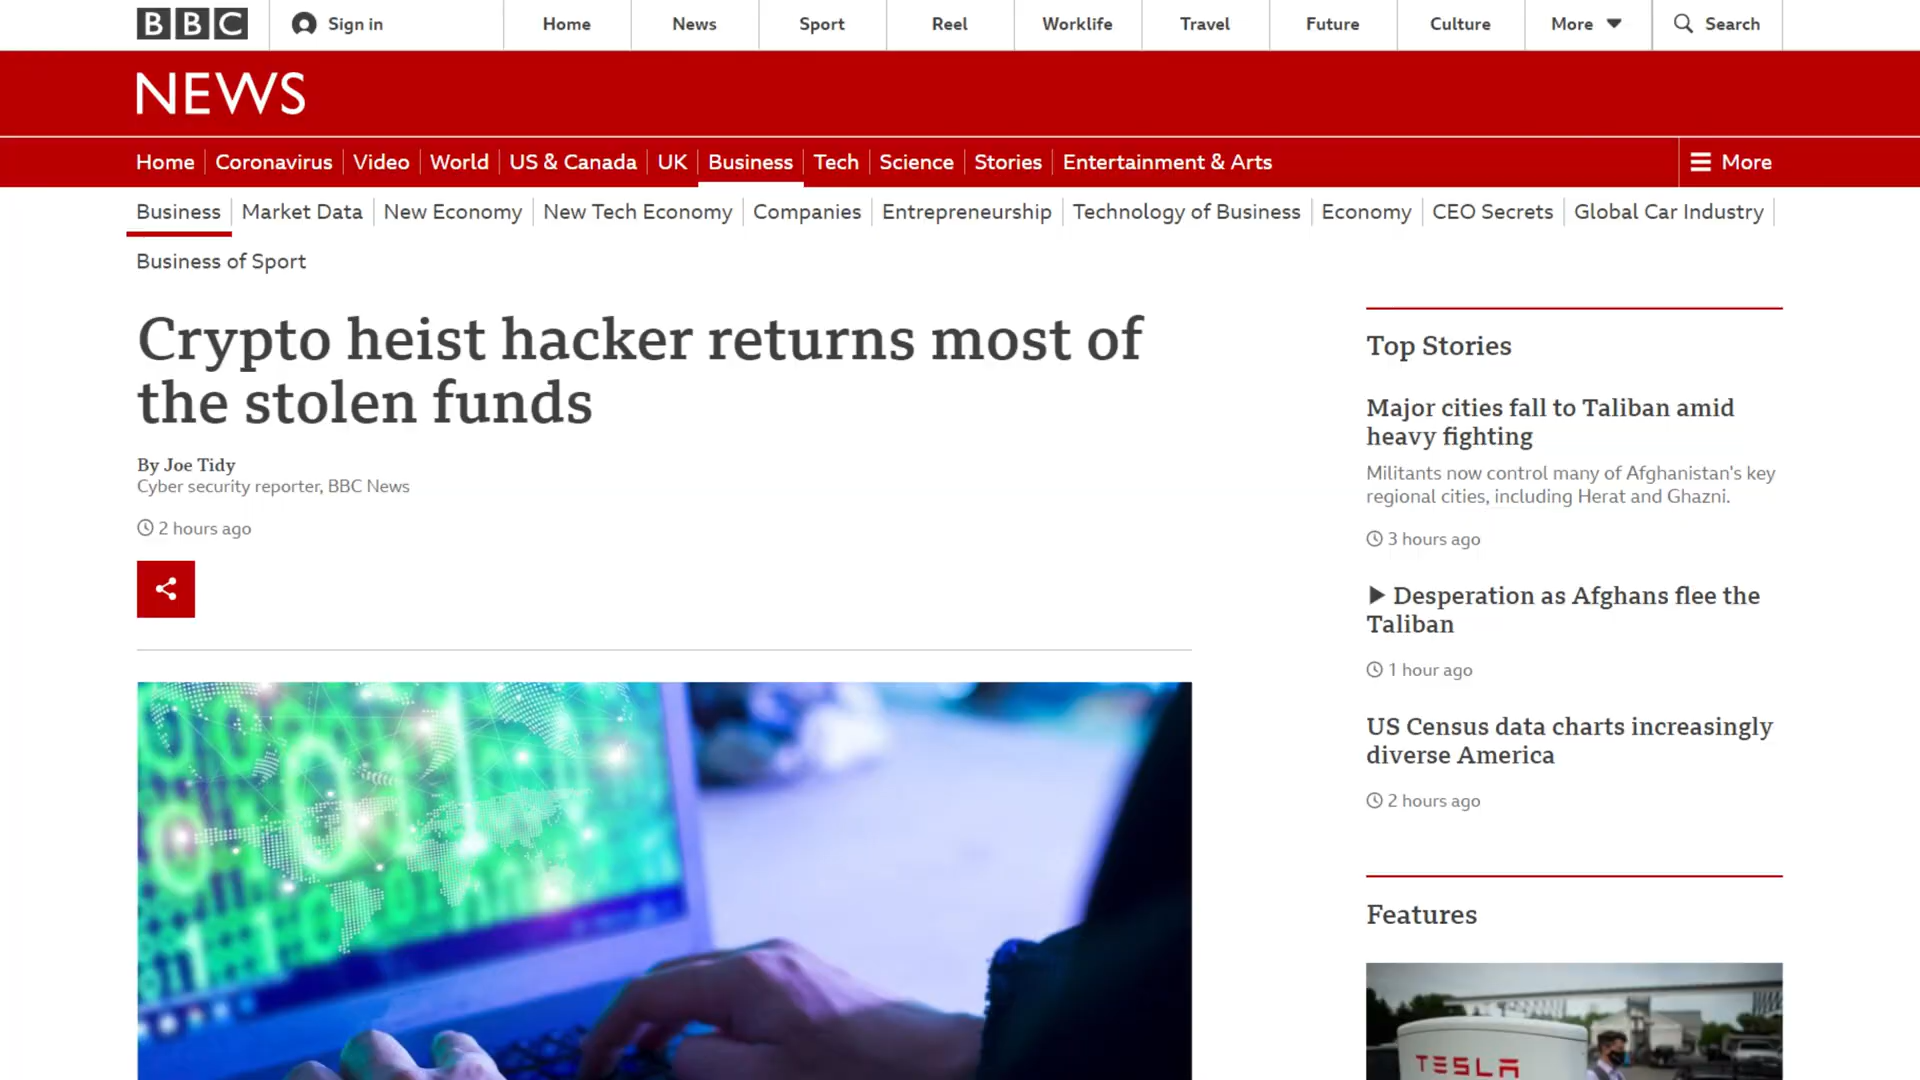 BBC
Sign in
Home
News
Sport
Reel
Worklife
Travel
Future
Culture
More
Search
NEWS
Home
Coronavirus
Video
World
US & Canada
UK
Business
Tech
Science
Stories
Entertainment & Arts
More
Business
Market Data
New Economy
New Tech Economy
Companies
Entrepreneurship
Technology of Business
Economy
CEO Secrets
Global Car Industry
Business of Sport
Crypto heist hacker returns most of
the stolen funds
By Joe Tidy
Cyber security reporter, BBC News
2 hours ago
Top Stories
Major cities fall to Taliban amid
heavy fighting
Militants now control many of Afghanistan's key
regional cities, including Herat and Ghazni.
3 hours ago
Desperation as Afghans flee the
Taliban
1 hour ago
US Census data charts increasingly
diverse America
2 hours ago
Features
TESLA